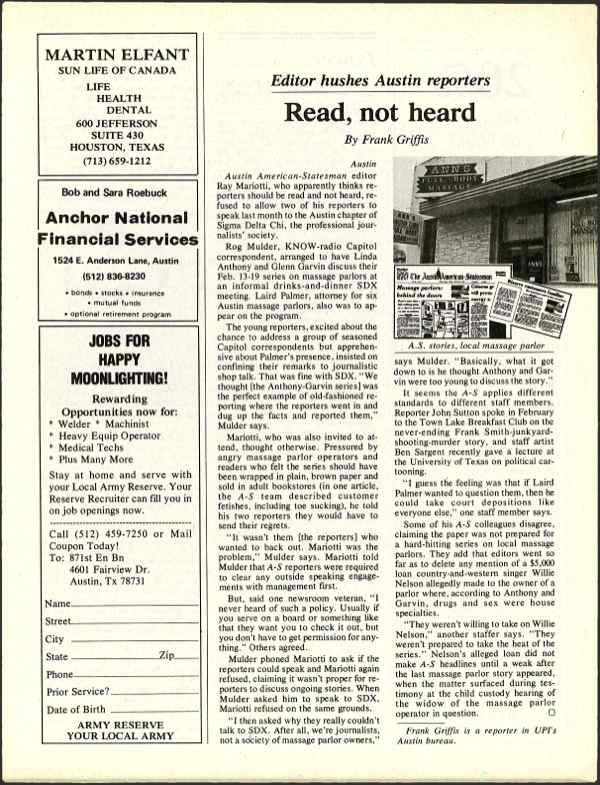 MARTIN ELFANT
SUN LIFE OF CANADA
LIFE
HEALTH
DENTAL
600 JEFFERSON
SUITE 430
HOUSTON, TEXAS
(713) 659-1212
Bob and Sara Roebuck
Anchor National
Financial Services
1524 E. Anderson Lane, Austin
(512) 836-8230
• bonds • stocks • insurance
• mutual funds
• optional retirement program
JOBS FOR
HAPPY
MOONLIGHTING!
Rewarding
Opportunities now for:
* Welder * Machinist
* Heavy Equip Operator
* Medical Techs
* Plus Many More
Stay at home and serve with
your Local Army Reserve. Your
Reserve Recruiter can fill you in
on job openings now.
Call (512) 459-7250 or Mail
Coupon Today!
To: 871st En Bn
4601 Fairview Dr.
Austin, Tx 78731
Name
Street
City
State Zip
Phone
Prior Service?
Date of Birth
ARMY RESERVE
YOUR LOCAL ARMY
Editor hushes Austin reporters
Read, not heard
By Frank Griffis
Austin
Austin American-Statesman editor
Ray Mariotti, who apparently thinks re-
porters should be read and not heard, re-
fused to allow two of his reporters to
speak last month to the Austin chapter of
Sigma Delta Chi, the professional jour-
nalists' society.
Rog Mulder, KNOW-radio Capitol
correspondent, arranged to have Linda
Anthony and Glenn Garvin discuss their
Feb. 13-19 series on massage parlors at
an informal drinks-and-dinner SDX
meeting. Laird Palmer, attorney for six
Austin massage parlors, also was to ap-
pear on the program.
The young reporters, excited about the
chance to address a group of seasoned
Capitol correspondents but apprehen-
sive about Palmer's presence, insisted on
confining their remarks to journalistic
shop talk. That was fine with SDX. "We
thought [the Anthony-Garvin series] was
the perfect example of old-fashioned re-
porting where the reporters went in and
dug up the facts and reported them,"
Mulder says.
Mariotti, who was also invited to at-
tend, thought otherwise. Pressured by
angry massage parlor operators and
readers who felt the series should have
been wrapped in plain, brown paper and
sold in adult bookstores (in one article,
the A-S team described customer
fetishes, including toe sucking), he told
his two reporters they would have to
send their regrets.
"It wasn't them [the reporters] who
wanted to back out. Mariotti was the
problem," Mulder says. Mariotti told
Mulder that A-S reporters were required
to clear any outside speaking engage-
ments with management first.
But, said one newsroom veteran, "I
never heard of such a policy. Usually if
you serve on a board or something like
that they want you to check it out, but
you don't have to get permission for any-
thing." Others agreed.
Mulder phoned Mariotti to ask if the
reporters could speak and Mariotti again
refused, claiming it wasn't proper for re-
porters to discuss ongoing stories. When
Mulder asked him to speak to SDX,
Mariotti refused on the same grounds.
"I then asked why they really couldn't
talk to SDX. After all, we're journalists,
not a society of massage parlor owners,"
ANN'S
FULL BODY
MASSAGE
The Austin American-Statesman
Massage parlors:
behind the doors
A.S. stories, local massage parlor
says Mulder. "Basically, what it got
down to is he thought Anthony and Gar-
vin were too young to discuss the story."
It seems the A-S applies different
standards to different staff members.
Reporter John Sutton spoke in February
to the Town Lake Breakfast Club on the
never-ending Frank Smith-junkyard-
shooting-murder story, and staff artist
Ben Sargent recently gave a lecture at
the University of Texas on political car-
tooning.
"I guess the feeling was that if Laird
Palmer wanted to question them, then he
could take court depositions like
everyone else," one staff member says.
Some of his A-S colleagues disagree,
claiming the paper was not prepared for
a hard-hitting series on local massage
parlors. They add that editors went so
far as to delete any mention of a $5,000
loan country-and-western singer Willie
Nelson allegedly made to the owner of a
parlor where, according to Anthony and
Garvin, drugs and sex were house
specialties.
"They weren't willing to take on Willie
Nelson," another staffer says. "They
weren't prepared to take the heat of the
series." Nelson's alleged loan did not
make A-S headlines until a weak after
the last massage parlor story appeared,
when the matter surfaced during tes-
timony at the child custody hearing of
the widow of the massage parlor
operator in question. □
Frank Griffis is a reporter in UPI's
Austin bureau.